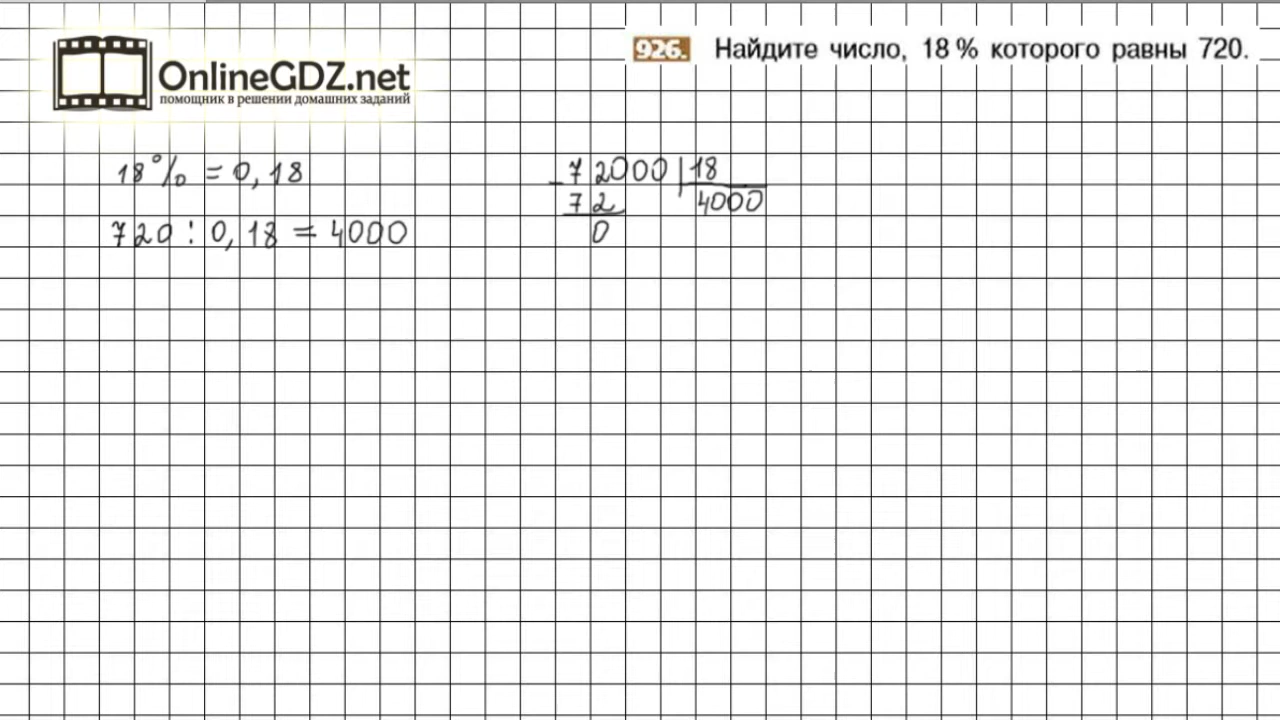 OnlineGDZ.net
помощник в решении домашних заданий
926. Найдите число, 18 % которого равны 720.
18% = 0,18
720 : 0,18 = 4000
- 72000 | 18
72 4000
0